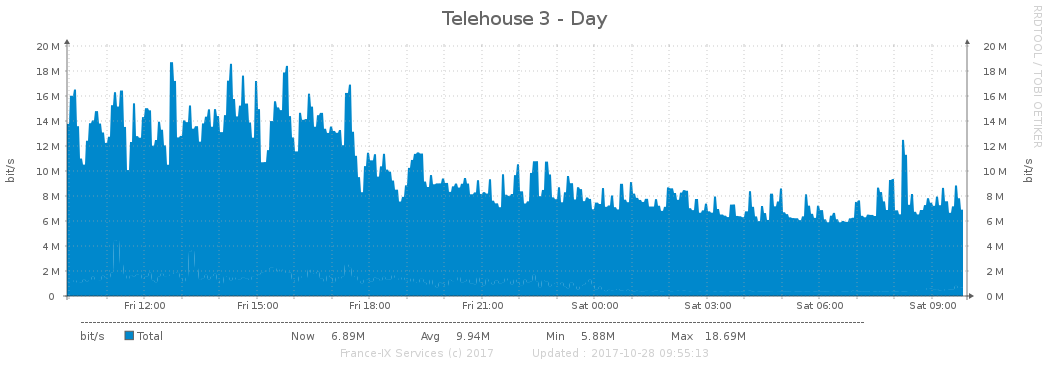 Telehouse 3 - Day
RRDTOOL / TOBI OETIKER
bit/s
20 M
18 M
16 M
14 M
12 M
10 M
8 M
6 M
4 M
2 M
0
20 M
18 M
16 M
14 M
12 M
10 M
8 M
6 M
4 M
2 M
0 M
bit/s
Fri 12:00 Fri 15:00 Fri 18:00 Fri 21:00 Sat 00:00 Sat 03:00 Sat 06:00 Sat 09:00
bit/s Total Now 6.89M Avg 9.94M Min 5.88M Max 18.69M
France-IX Services (c) 2017 Updated : 2017-10-28 09:55:13